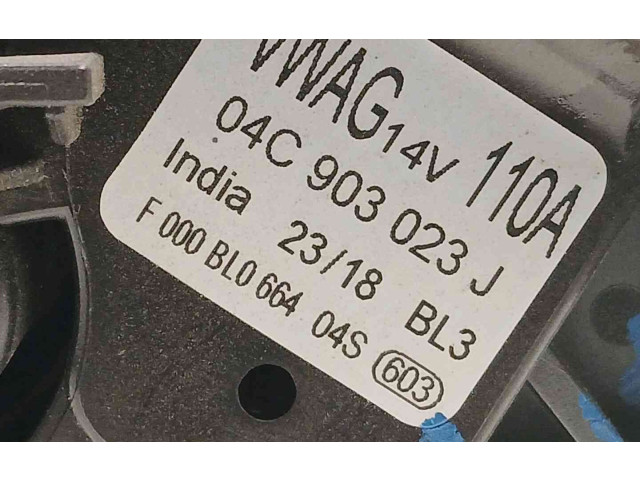 VWAG 14V 110A
04C 903 023 J
India 23/18 BL3
F 000 BL0 664 04S 603